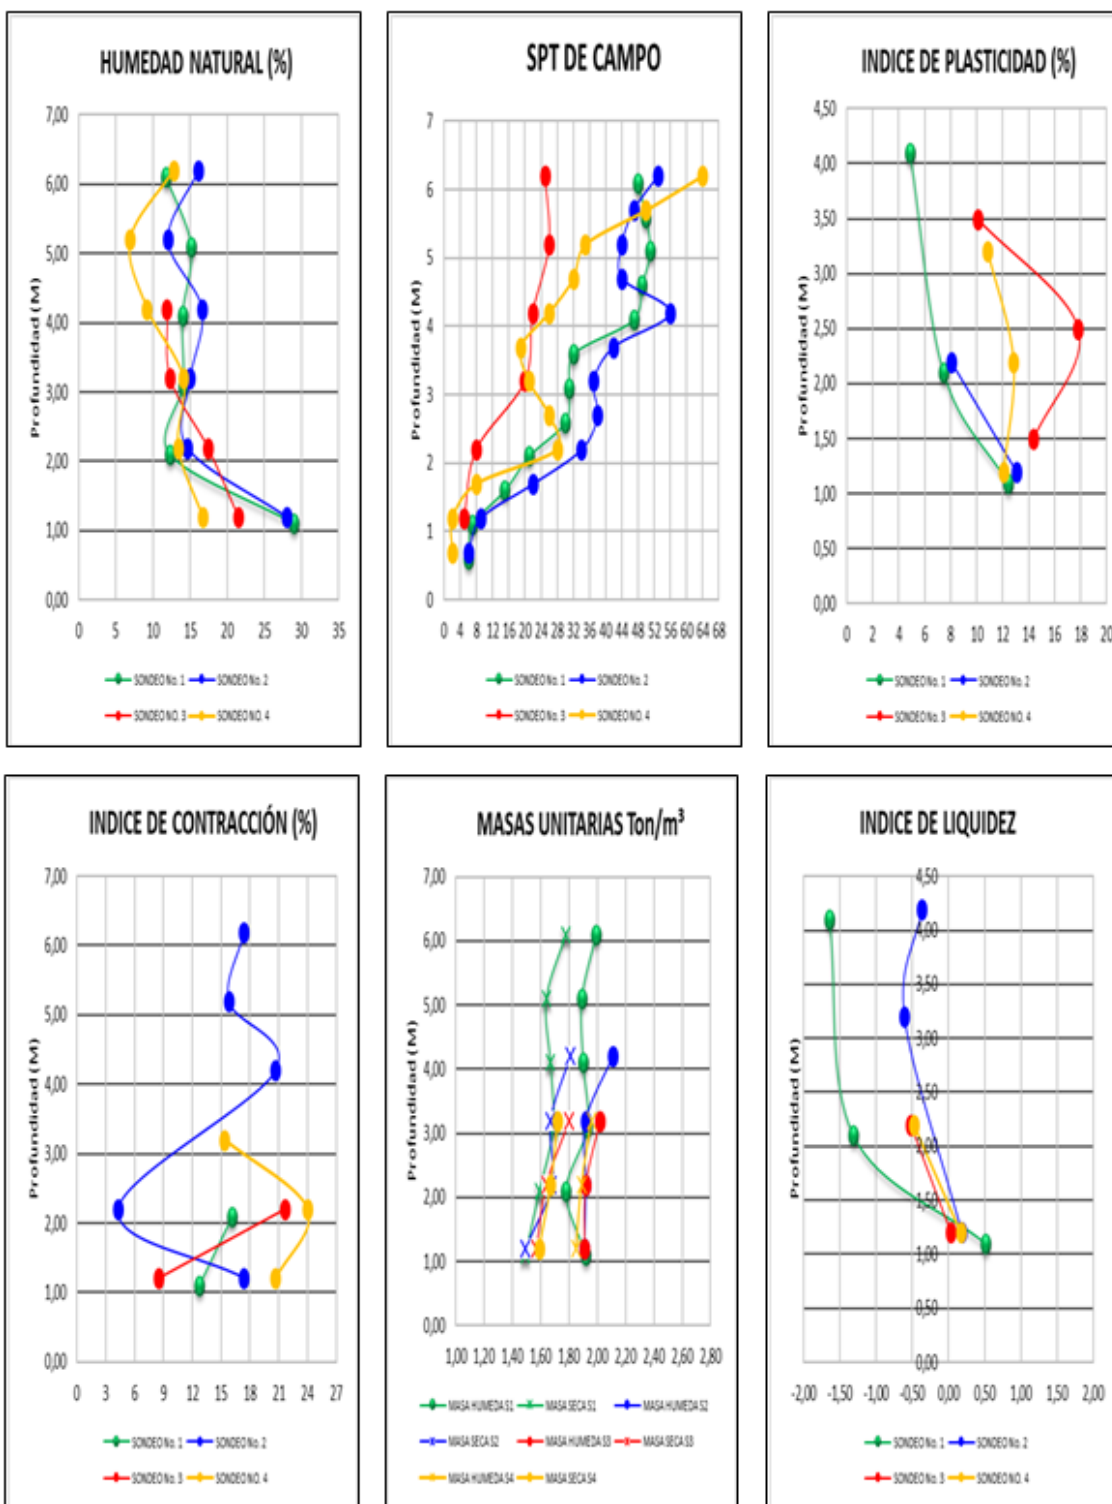 HUMEDAD NATURAL (%)
Profundidad (M)
7,00
6,00
5,00
4,00
3,00
2,00
1,00
0,00
0 5 10 15 20 25 30 35
SONDEO No. 1 SONDEO No. 2
SONDEO NO. 3 SONDEO NO. 4
SPT DE CAMPO
Profundidad (M)
7
6
5
4
3
2
1
0
0 4 8 12 16 20 24 28 32 36 40 44 48 52 56 60 64 68
SONDEO No. 1 SONDEO No. 2
SONDEO No. 3 SONDEO No. 4
INDICE DE PLASTICIDAD (%)
Profundidad (M)
4,50
4,00
3,50
3,00
2,50
2,00
1,50
1,00
0,50
0,00
0 2 4 6 8 10 12 14 16 18 20
SONDEO No. 1 SONDEO No. 2
SONDEO No. 3 SONDEO No. 4
INDICE DE CONTRACCIÓN (%)
Profundidad (M)
7,00
6,00
5,00
4,00
3,00
2,00
1,00
0,00
0 3 6 9 12 15 18 21 24 27
SONDEO No. 1 SONDEO No. 2
SONDEO No. 3 SONDEO No. 4
MASAS UNITARIAS Ton/m³
Profundidad (M)
7,00
6,00
5,00
4,00
3,00
2,00
1,00
0,00
1,00 1,20 1,40 1,60 1,80 2,00 2,20 2,40 2,60 2,80
MASA HUMEDA S1 MASA SECA S1 MASA HUMEDA S2
MASA SECA S2 MASA HUMEDA S3 MASA SECA S3
MASA HUMEDA S4 MASA SECA S4
INDICE DE LIQUIDEZ
Profundidad (M)
4,50
4,00
3,50
3,00
2,50
2,00
1,50
1,00
0,50
0,00
-2,00 -1,50 -1,00 -0,50 0,00 0,50 1,00 1,50 2,00
SONDEO No. 1 SONDEO No. 2
SONDEO No. 3 SONDEO No. 4